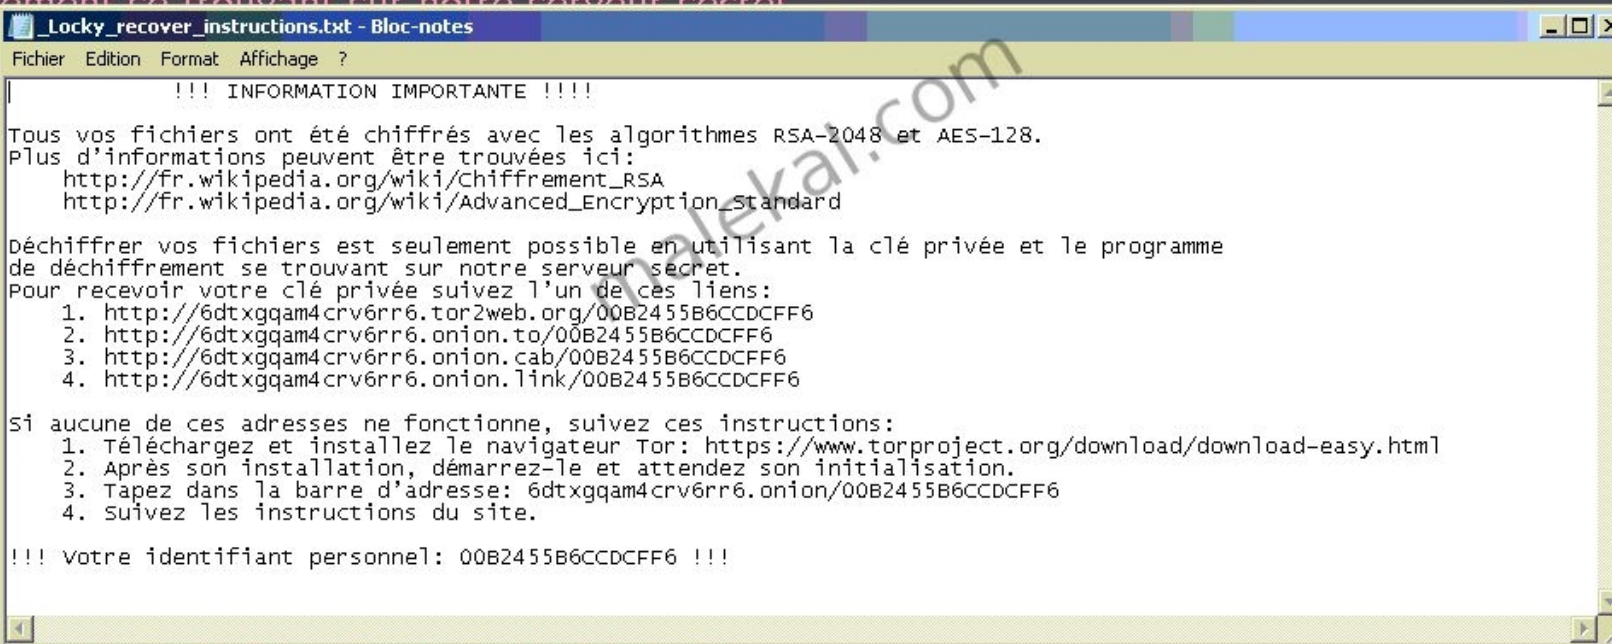 _Locky_recover_instructions.txt - Bloc-notes
Fichier Edition Format Affichage ?
!!! INFORMATION IMPORTANTE !!!!
Tous vos fichiers ont été chiffrés avec les algorithmes RSA-2048 et AES-128.
Plus d'informations peuvent être trouvées ici:
http://fr.wikipedia.org/wiki/Chiffrement_RSA
http://fr.wikipedia.org/wiki/Advanced_Encryption_Standard
Déchiffrer vos fichiers est seulement possible en utilisant la clé privée et le programme
de déchiffrement se trouvant sur notre serveur secret.
Pour recevoir votre clé privée suivez l'un de ces liens:
1. http://6dtxgqam4crv6rr6.tor2web.org/00B2455B6CCDCFF6
2. http://6dtxgqam4crv6rr6.onion.to/00B2455B6CCDCFF6
3. http://6dtxgqam4crv6rr6.onion.cab/00B2455B6CCDCFF6
4. http://6dtxgqam4crv6rr6.onion.link/00B2455B6CCDCFF6
Si aucune de ces adresses ne fonctionne, suivez ces instructions:
1. Téléchargez et installez le navigateur Tor: https://www.torproject.org/download/download-easy.html
2. Après son installation, démarrez-le et attendez son initialisation.
3. Tapez dans la barre d'adresse: 6dtxgqam4crv6rr6.onion/00B2455B6CCDCFF6
4. Suivez les instructions du site.
!!! Votre identifiant personnel: 00B2455B6CCDCFF6 !!!
malekal.com